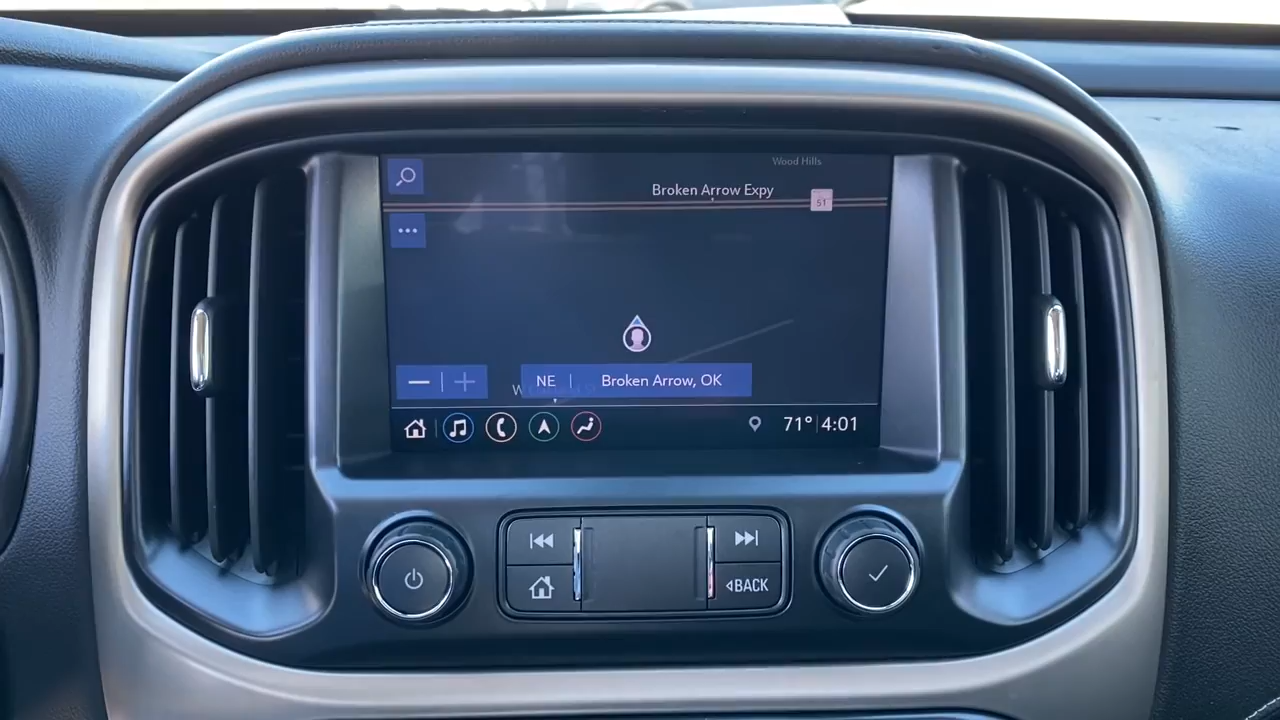 Wood Hills
Broken Arrow Expy
51
NE | Broken Arrow, OK
71° | 4:01
BACK